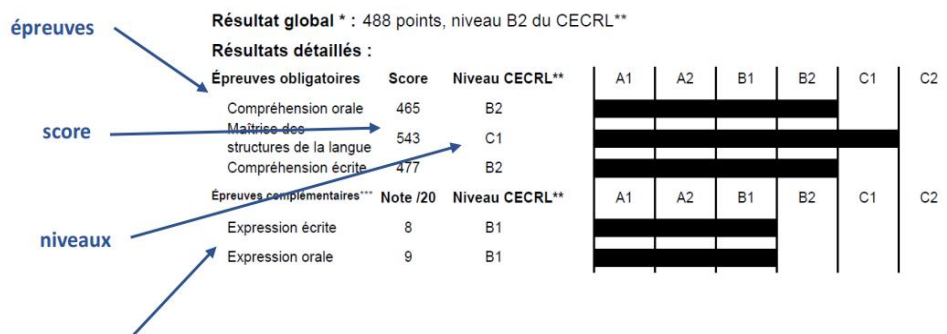 Résultat global * : 488 points, niveau B2 du CECRL**
épreuves
Résultats détaillés :
Épreuves obligatoires Score Niveau CECRL** A1 A2 B1 B2 C1 C2
Compréhension orale 465 B2
score
Maîtrise des
structures de la langue 543 C1
Compréhension écrite 477 B2
Épreuves complémentaires*** Note /20 Niveau CECRL** A1 A2 B1 B2 C1 C2
niveaux
Expression écrite 8 B1
Expression orale 9 B1